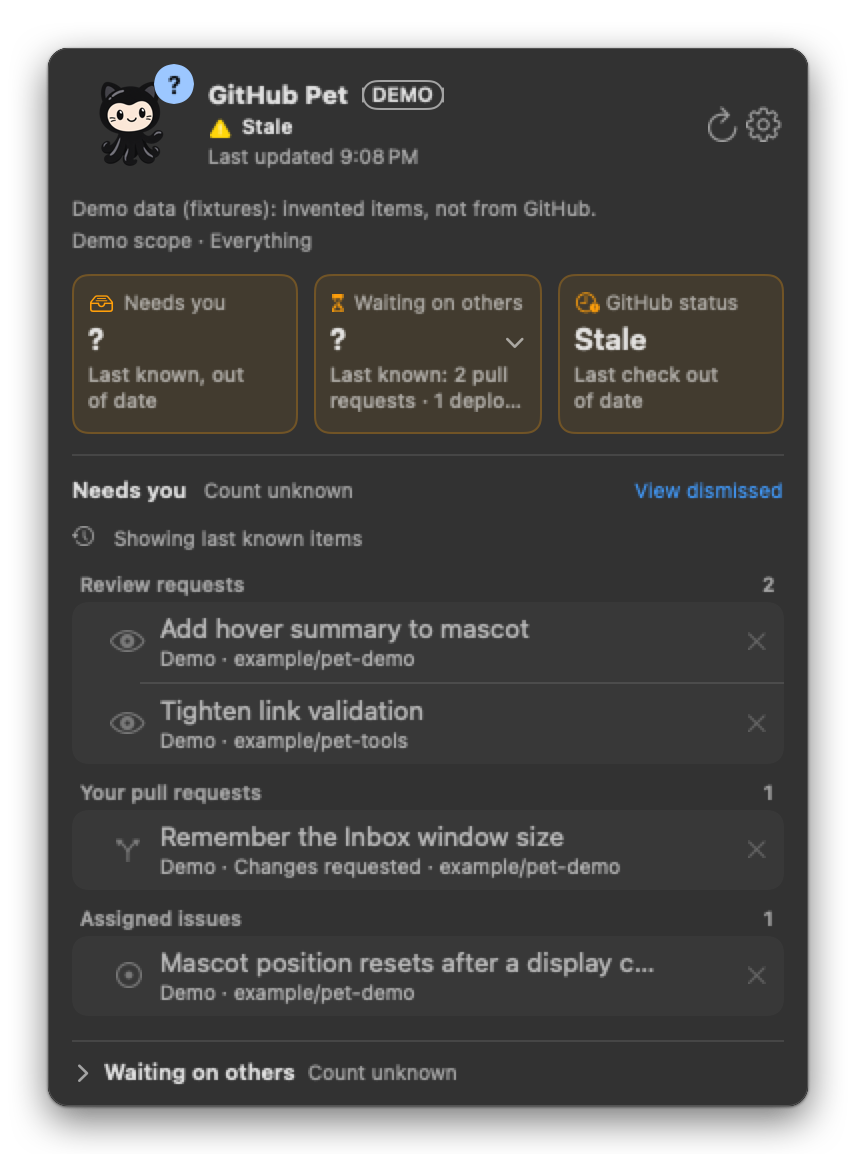 ?
GitHub Pet DEMO
Stale
Last updated 9:08 PM
Demo data (fixtures): invented items, not from GitHub.
Demo scope · Everything
Needs you
?
Last known, out
of date
Waiting on others
?
Last known: 2 pull
requests · 1 deplo...
GitHub status
Stale
Last check out
of date
Needs you Count unknown View dismissed
Showing last known items
Review requests 2
Add hover summary to mascot
Demo · example/pet-demo
Tighten link validation
Demo · example/pet-tools
Your pull requests 1
Remember the Inbox window size
Demo · Changes requested · example/pet-demo
Assigned issues 1
Mascot position resets after a display c...
Demo · example/pet-demo
Waiting on others Count unknown